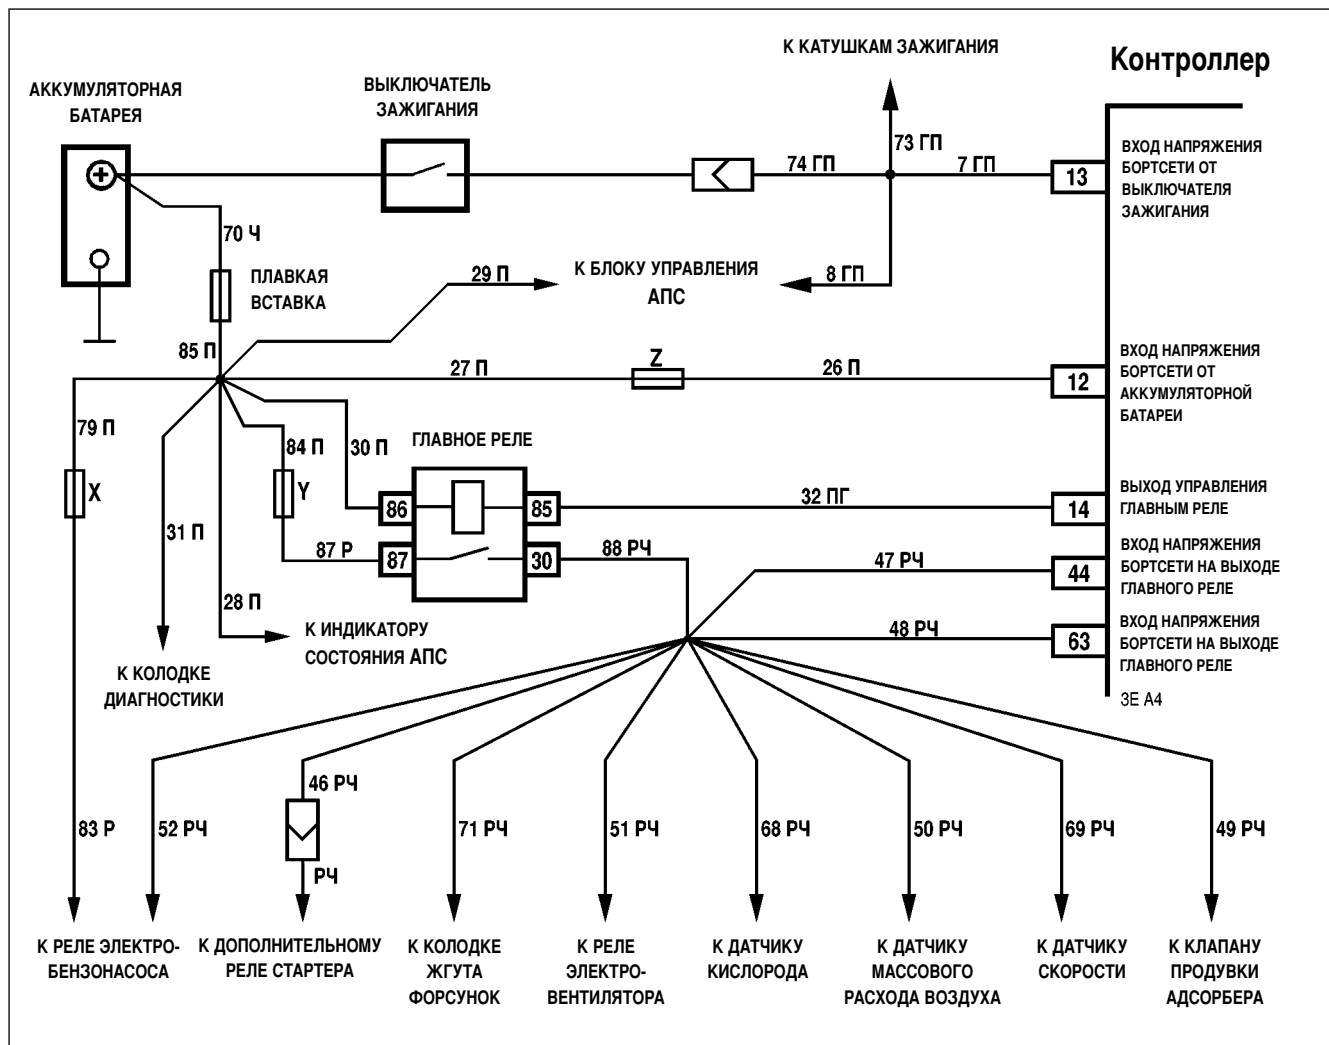 К КАТУШКАМ ЗАЖИГАНИЯ
Контроллер
АККУМУЛЯТОРНАЯ
БАТАРЕЯ
ВЫКЛЮЧАТЕЛЬ
ЗАЖИГАНИЯ
73 ГП
74 ГП
7 ГП
13
ВХОД НАПРЯЖЕНИЯ
БОРТСЕТИ ОТ
ВЫКЛЮЧАТЕЛЯ
ЗАЖИГАНИЯ
70 Ч
ПЛАВКАЯ
ВСТАВКА
29 П
К БЛОКУ УПРАВЛЕНИЯ
АПС
8 ГП
85 П
27 П
Z
26 П
12
ВХОД НАПРЯЖЕНИЯ
БОРТСЕТИ ОТ
АККУМУЛЯТОРНОЙ
БАТАРЕИ
79 П
84 П
30 П
ГЛАВНОЕ РЕЛЕ
X
Y
86
85
32 ПГ
14
ВЫХОД УПРАВЛЕНИЯ
ГЛАВНЫМ РЕЛЕ
31 П
87 Р
87
30
88 РЧ
47 РЧ
44
ВХОД НАПРЯЖЕНИЯ
БОРТСЕТИ НА ВЫХОДЕ
ГЛАВНОГО РЕЛЕ
28 П
К ИНДИКАТОРУ
СОСТОЯНИЯ АПС
48 РЧ
63
ВХОД НАПРЯЖЕНИЯ
БОРТСЕТИ НА ВЫХОДЕ
ГЛАВНОГО РЕЛЕ
К КОЛОДКЕ
ДИАГНОСТИКИ
3Е А4
46 РЧ
83 Р
52 РЧ
71 РЧ
51 РЧ
68 РЧ
50 РЧ
69 РЧ
49 РЧ
РЧ
К РЕЛЕ ЭЛЕКТРО-
БЕНЗОНАСОСА
К ДОПОЛНИТЕЛЬНОМУ
РЕЛЕ СТАРТЕРА
К КОЛОДКЕ
ЖГУТА
ФОРСУНОК
К РЕЛЕ
ЭЛЕКТРО-
ВЕНТИЛЯТОРА
К ДАТЧИКУ
КИСЛОРОДА
К ДАТЧИКУ
МАССОВОГО
РАСХОДА ВОЗДУХА
К ДАТЧИКУ
СКОРОСТИ
К КЛАПАНУ
ПРОДУВКИ
АДСОРБЕРА